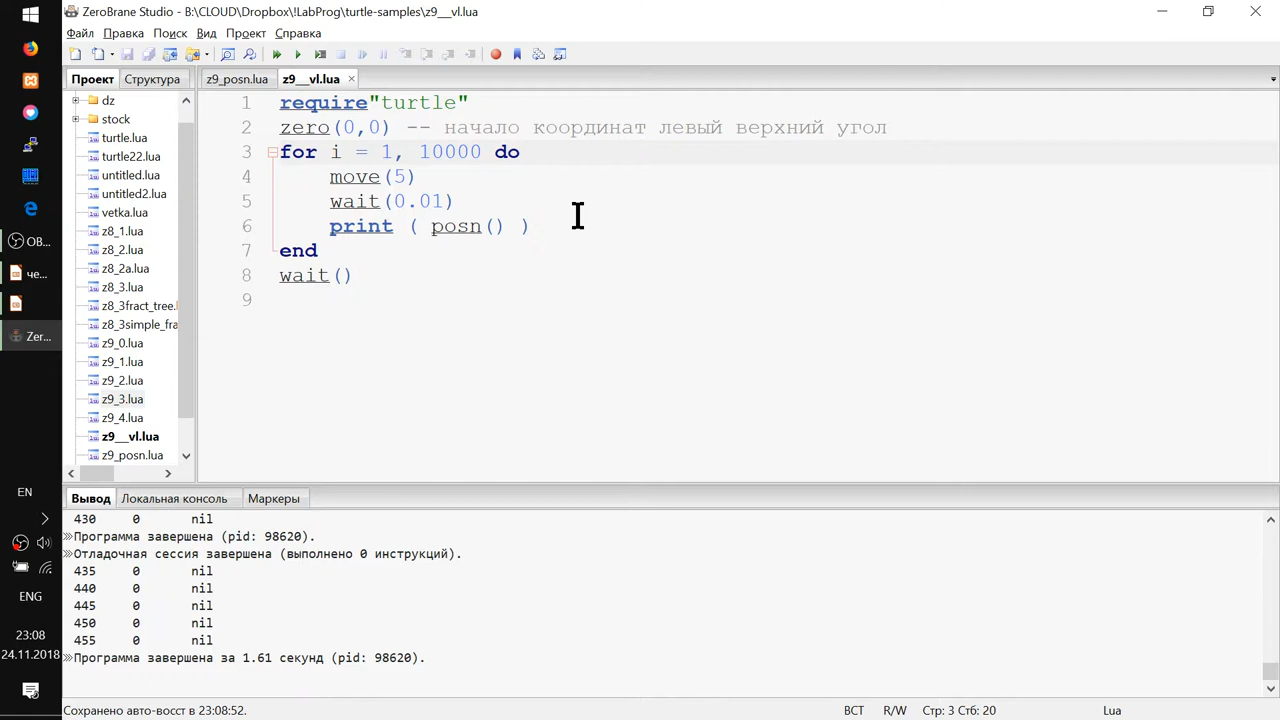 ZeroBrane Studio - B:\CLOUD\Dropbox\!LabProg\turtle-samples\z9__vl.lua
Файл Правка Поиск Вид Проект Справка
Проект Структура
z9_posn.lua z9__vl.lua
dz
stock
turtle.lua
turtle22.lua
untitled.lua
untitled2.lua
vetka.lua
z8_1.lua
z8_2.lua
z8_2a.lua
z8_3.lua
z8_3fract_tree.l
z8_3simple_fra
z9_0.lua
z9_1.lua
z9_2.lua
z9_3.lua
z9_4.lua
z9__vl.lua
z9_posn.lua
1 require"turtle"
2 zero(0,0) -- начало координат левый верхний угол
3 for i = 1, 10000 do
4 move(5)
5 wait(0.01)
6 print ( posn() )
7 end
8 wait()
9
Вывод Локальная консоль Маркеры
430 0 nil
Программа завершена (pid: 98620).
Отладочная сессия завершена (выполнено 0 инструкций).
435 0 nil
440 0 nil
445 0 nil
450 0 nil
455 0 nil
Программа завершена за 1.61 секунд (pid: 98620).
Сохранено авто-восст в 23:08:52. ВСТ R/W Стр: 3 Стб: 20 Lua
OB...
че...
Zer...
EN
ENG
23:08
24.11.2018